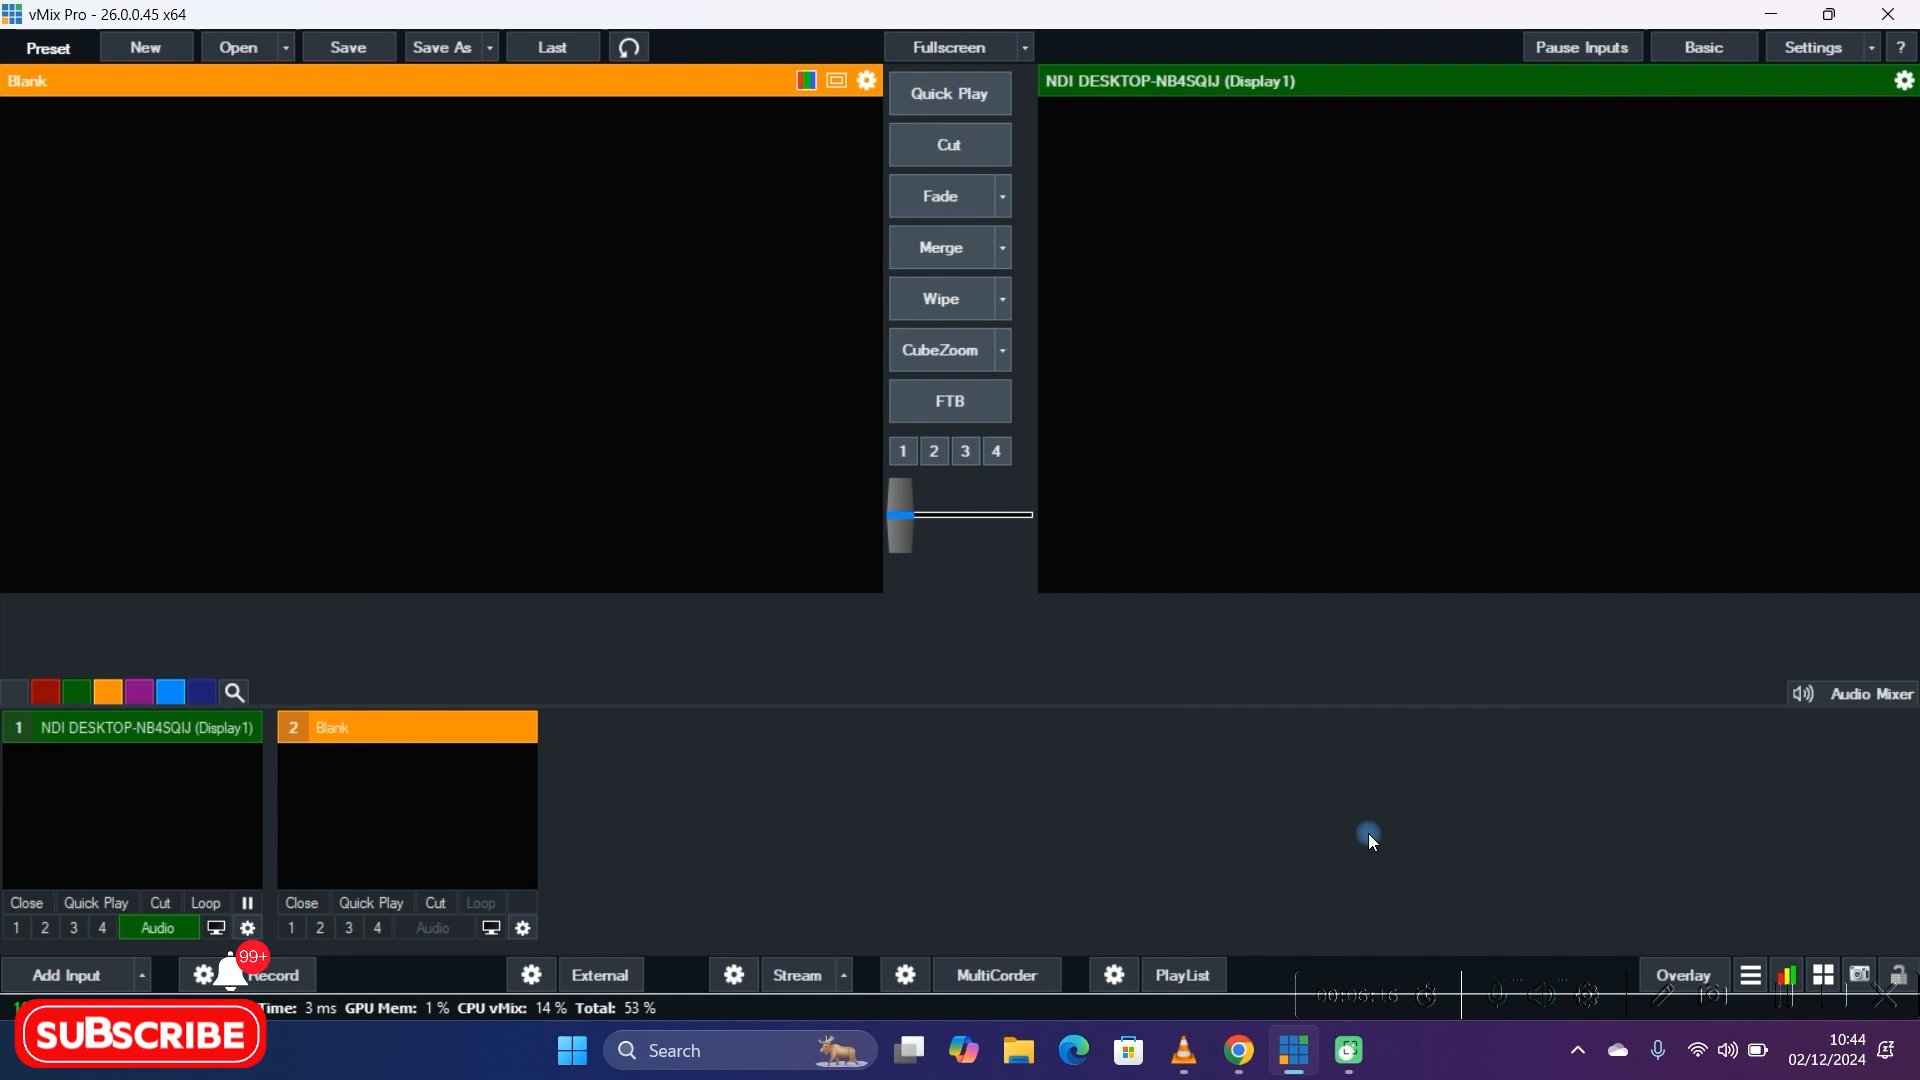 vMix Pro - 26.0.0.45 x64
Preset New Open Save Save As Last Fullscreen Pause Inputs Basic Settings ?
Blank
Quick Play
NDI DESKTOP-NB4SQIJ (Display1)
Cut
Fade
Merge
Wipe
CubeZoom
FTB
1 2 3 4
Audio Mixer
1 NDI DESKTOP-NB4SQIJ (Display1)
2 Blank
Close Quick Play Cut Loop
Close Quick Play Cut Loop
1 2 3 4 Audio
1 2 3 4 Audio
99+
Add Input Record External Stream MultiCorder PlayList Overlay
00:06:16
Time: 3 ms GPU Mem: 1 % CPU vMix: 14 % Total: 53 %
SUBSCRIBE
Search
10:44
02/12/2024